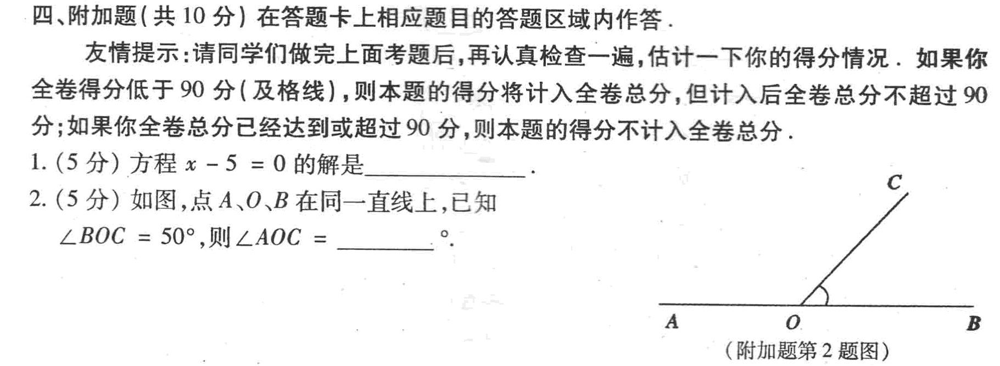 四、附加题(共10分)在答题卡上相应题目的答题区域内作答.
友情提示:请同学们做完上面考题后,再认真检查一遍,估计一下你的得分情况.如果你
全卷得分低于90分(及格线),则本题的得分将计入全卷总分,但计入后全卷总分不超过90
分;如果你全卷总分已经达到或超过90分,则本题的得分不计入全卷总分.
1.(5分)方程 x - 5 = 0 的解是____________.
2.(5分)如图,点A、O、B在同一直线上,已知
∠BOC = 50°,则∠AOC = ________°.
C
A O B
(附加题第2题图)